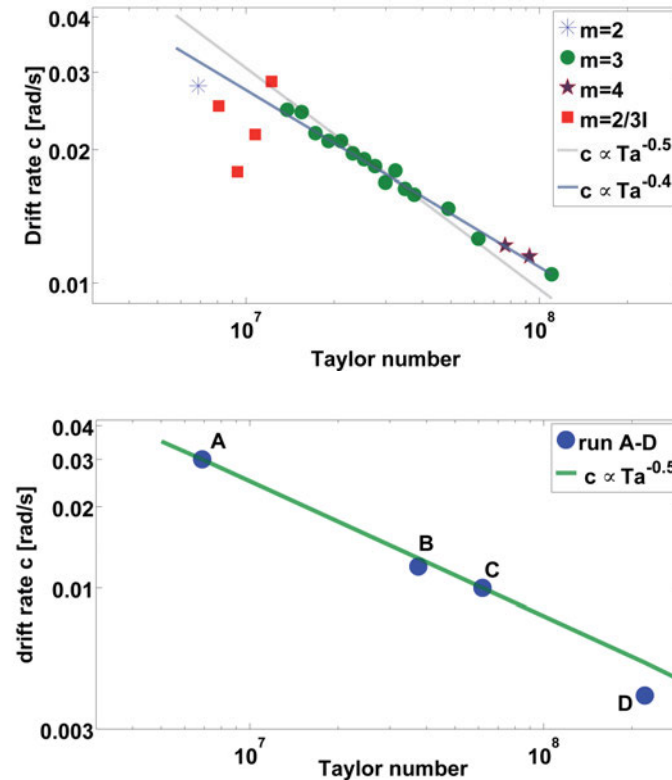 0.04
0.03
0.02
0.01
Drift rate c [rad/s]
10^7
10^8
Taylor number
m=2
m=3
m=4
m=2/3I
c ∝ Ta^-0.5
c ∝ Ta^-0.4
0.04
0.03
0.02
0.01
0.003
drift rate c [rad/s]
A
B
C
D
10^7
10^8
Taylor number
run A-D
c ∝ Ta^-0.5